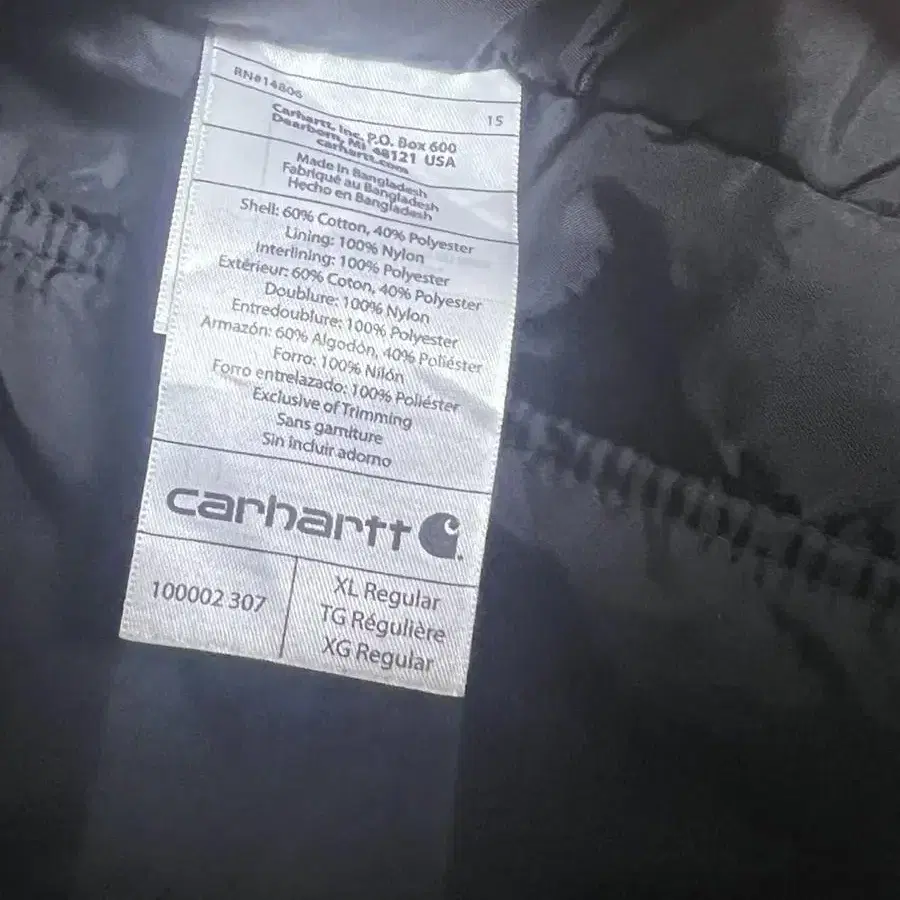 RN#14806
15
Carhartt, Inc. P.O. Box 600
Dearborn, MI 48121 USA
carhartt.com
Made in Bangladesh
Fabriqué au Bangladesh
Hecho en Bangladesh
Shell: 60% Cotton, 40% Polyester
Lining: 100% Nylon
Interlining: 100% Polyester
Extérieur: 60% Coton, 40% Polyester
Doublure: 100% Nylon
Entredoublure: 100% Polyester
Armazón: 60% Algodón, 40% Poliéster
Forro: 100% Nilón
Forro entrelazado: 100% Poliéster
Exclusive of Trimming
Sans garniture
Sin incluir adorno
carhartt
100002 307
XL Regular
TG Régulière
XG Regular